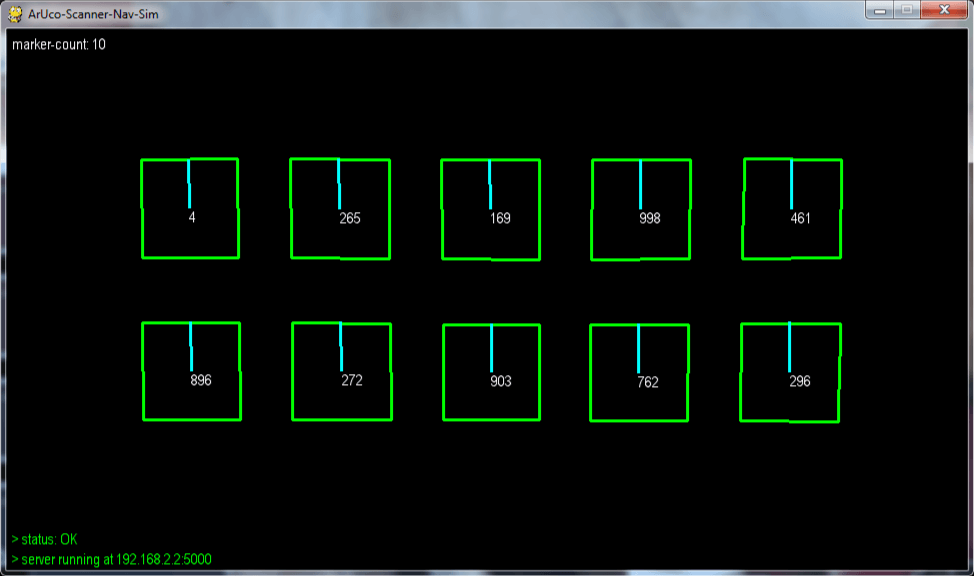 ArUco-Scanner-Nav-Sim
marker-count: 10
4 265 169 998 461
896 272 903 762 296
> status: OK
> server running at 192.168.2.2:5000